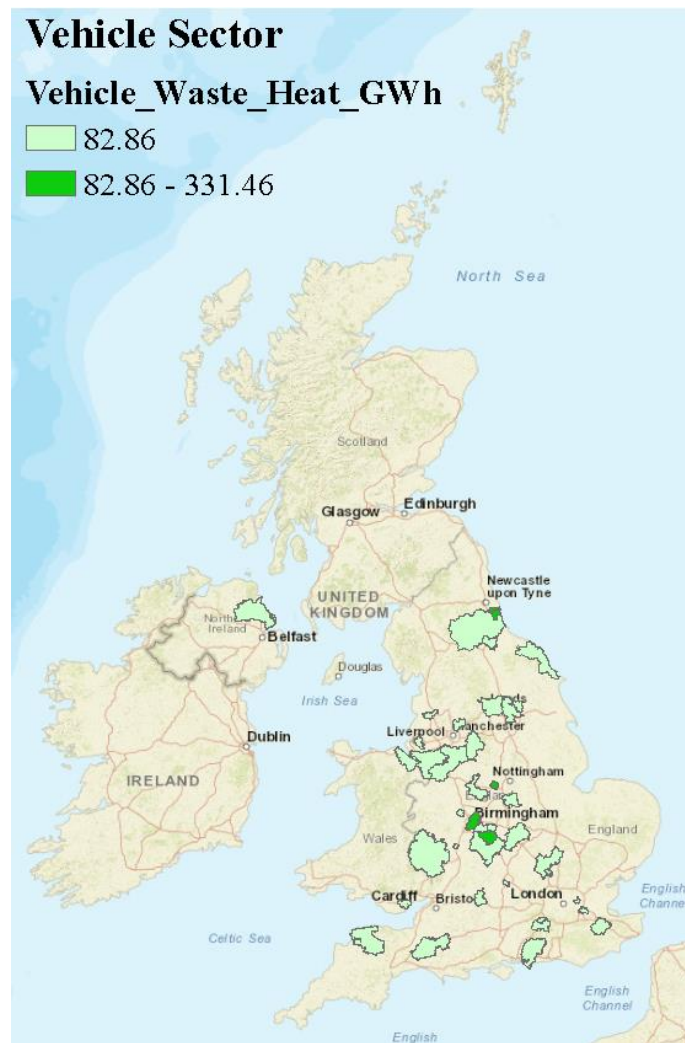 Vehicle Sector
Vehicle_Waste_Heat_GWh
82.86
82.86 - 331.46
North Sea
Scotland
Edinburgh
Glasgow
Newcastle
upon Tyne
UNITED
KINGDOM
Ireland
Belfast
Douglas
Irish Sea
Liverpool
Dublin
Nottingham
IRELAND
Birmingham
Wales
England
Cardiff
Bristo
London
English
Channel
Celtic Sea
English
Channel
English